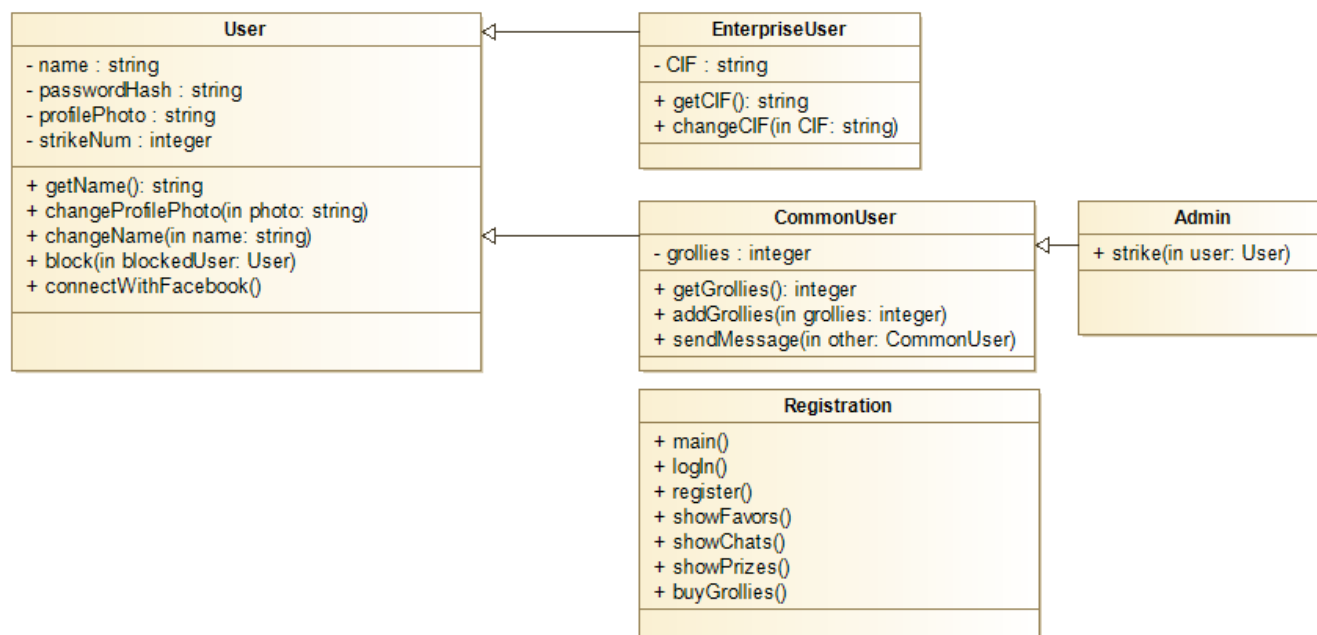 User
- name : string
- passwordHash : string
- profilePhoto : string
- strikeNum : integer
+ getName(): string
+ changeProfilePhoto(in photo: string)
+ changeName(in name: string)
+ block(in blockedUser: User)
+ connectWithFacebook()
EnterpriseUser
- CIF : string
+ getCIF(): string
+ changeCIF(in CIF: string)
CommonUser
- grollies : integer
+ getGrollies(): integer
+ addGrollies(in grollies: integer)
+ sendMessage(in other: CommonUser)
Admin
+ strike(in user: User)
Registration
+ main()
+ logIn()
+ register()
+ showFavors()
+ showChats()
+ showPrizes()
+ buyGrollies()